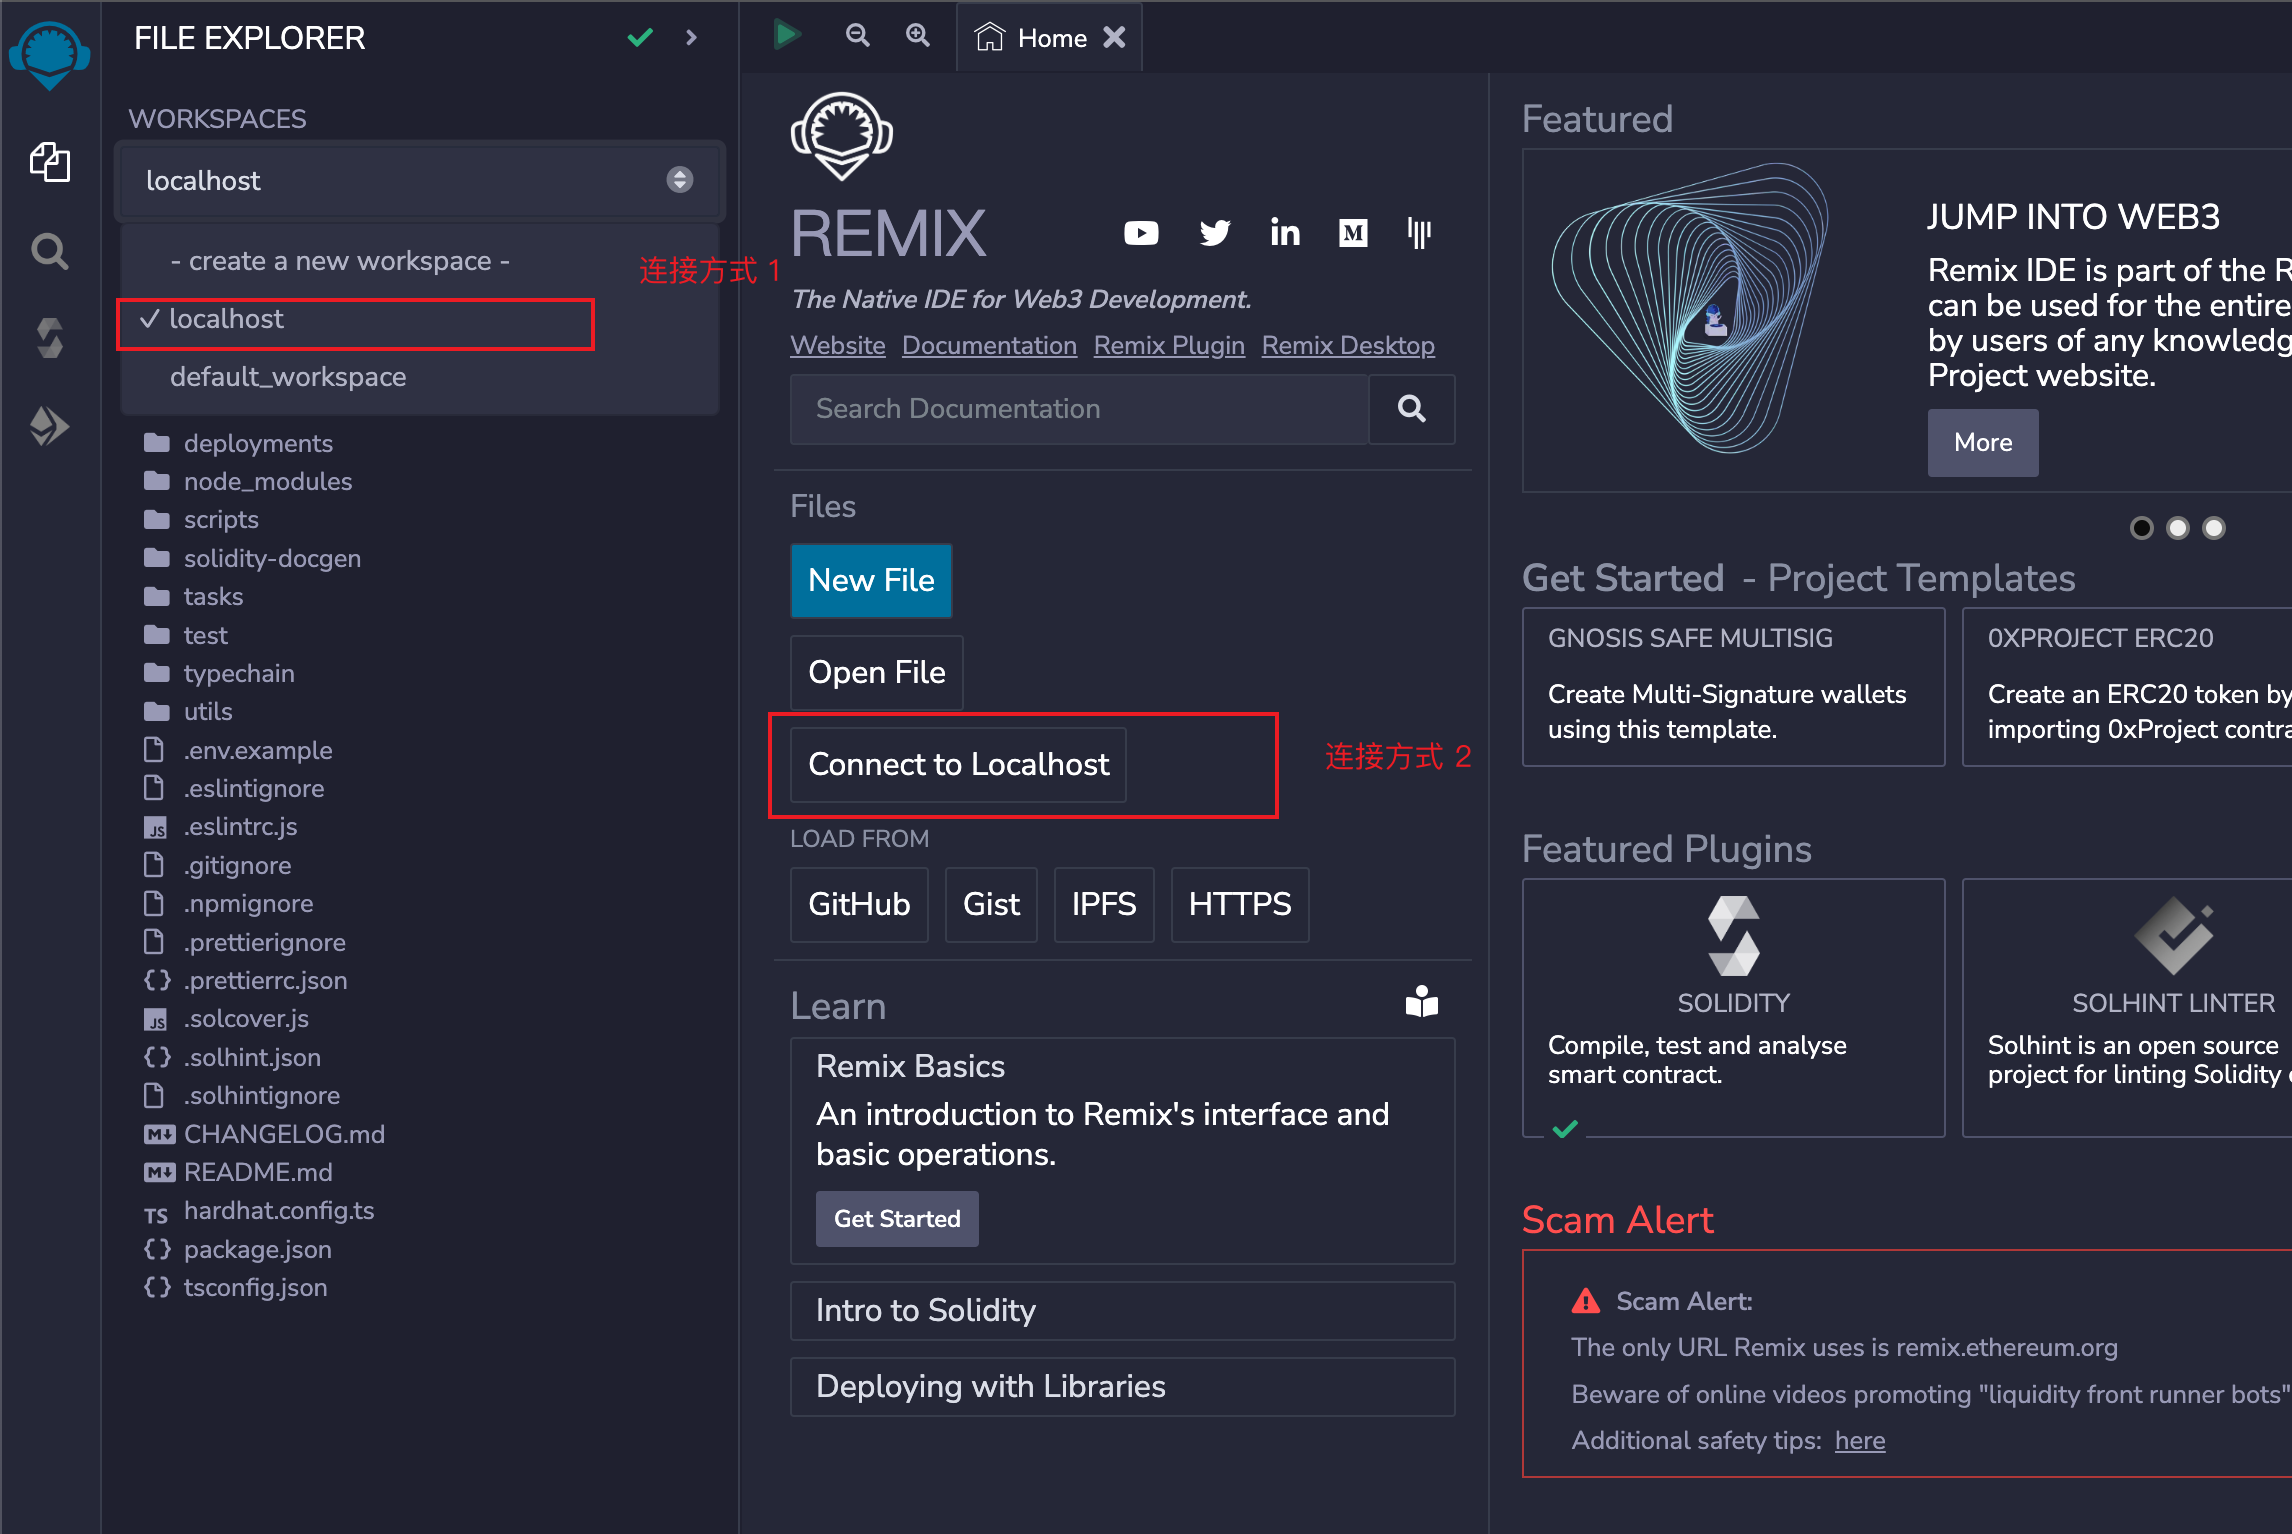 FILE EXPLORER
WORKSPACES
localhost
- create a new workspace -
localhost
default_workspace
deployments
node_modules
scripts
solidity-docgen
tasks
test
typechain
utils
.env.example
.eslintignore
.eslintrc.js
.gitignore
.npmignore
.prettierignore
.prettierrc.json
.solcover.js
.solhint.json
.solhintignore
CHANGELOG.md
README.md
hardhat.config.ts
package.json
tsconfig.json
连接方式 1
Home
REMIX
The Native IDE for Web3 Development.
Website Documentation Remix Plugin Remix Desktop
Search Documentation
Files
New File
Open File
Connect to Localhost
连接方式 2
LOAD FROM
GitHub Gist IPFS HTTPS
Learn
Remix Basics
An introduction to Remix's interface and
basic operations.
Get Started
Intro to Solidity
Deploying with Libraries
Featured
JUMP INTO WEB3
Remix IDE is part of the R
can be used for the entire
by users of any knowledg
Project website.
More
Get Started - Project Templates
GNOSIS SAFE MULTISIG
Create Multi-Signature wallets
using this template.
0XPROJECT ERC20
Create an ERC20 token by
importing 0xProject contra
Featured Plugins
SOLIDITY
Compile, test and analyse
smart contract.
SOLHINT LINTER
Solhint is an open source
project for linting Solidity
Scam Alert
Scam Alert:
The only URL Remix uses is remix.ethereum.org
Beware of online videos promoting "liquidity front runner bots"
Additional safety tips: here